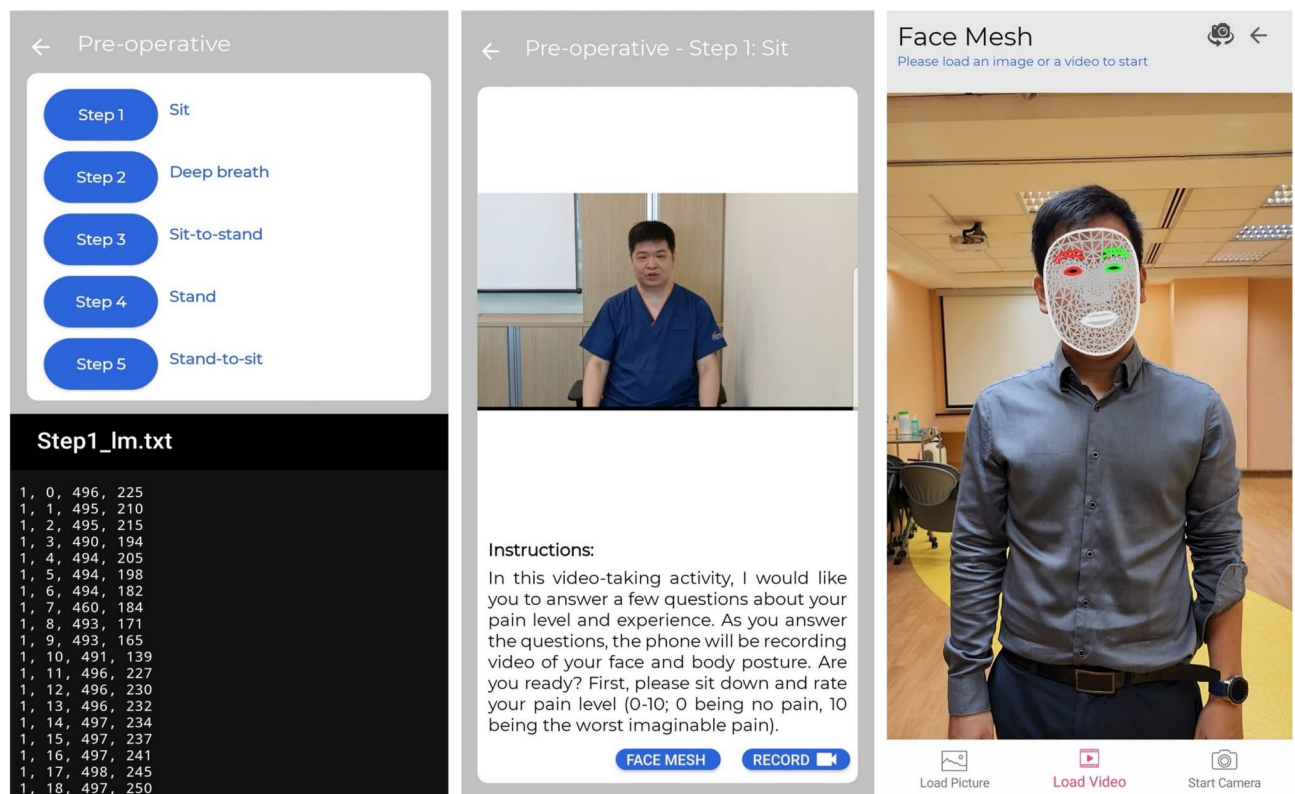 Pre-operative
Step 1 Sit
Step 2 Deep breath
Step 3 Sit-to-stand
Step 4 Stand
Step 5 Stand-to-sit
Step1_lm.txt
1, 0, 496, 225
1, 1, 495, 210
1, 2, 495, 215
1, 3, 490, 194
1, 4, 494, 205
1, 5, 494, 198
1, 6, 494, 182
1, 7, 460, 184
1, 8, 493, 171
1, 9, 493, 165
1, 10, 491, 139
1, 11, 496, 227
1, 12, 496, 230
1, 13, 496, 232
1, 14, 497, 234
1, 15, 497, 237
1, 16, 497, 241
1, 17, 498, 245
1, 18, 497, 250
Pre-operative - Step 1: Sit
Instructions:
In this video-taking activity, I would like
you to answer a few questions about your
pain level and experience. As you answer
the questions, the phone will be recording
video of your face and body posture. Are
you ready? First, please sit down and rate
your pain level (0-10; 0 being no pain, 10
being the worst imaginable pain).
FACE MESH RECORD
Face Mesh
Please load an image or a video to start
Load Picture Load Video Start Camera